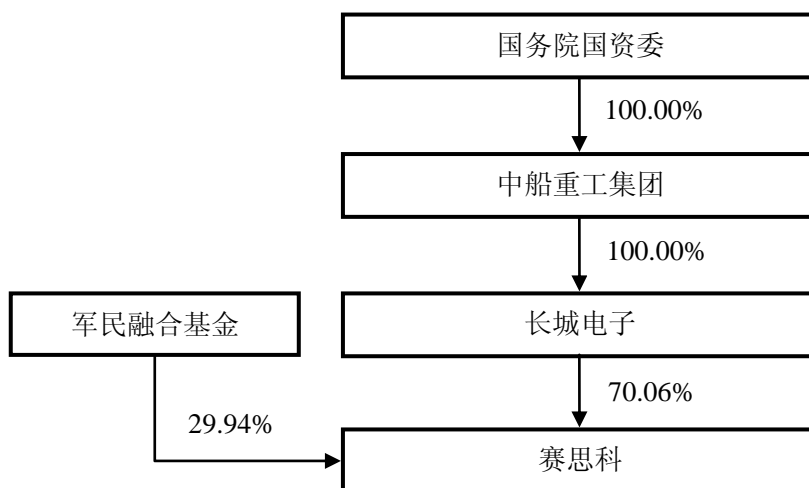 国务院国资委
100.00%
中船重工集团
100.00%
军民融合基金
长城电子
70.06%
29.94%
赛思科